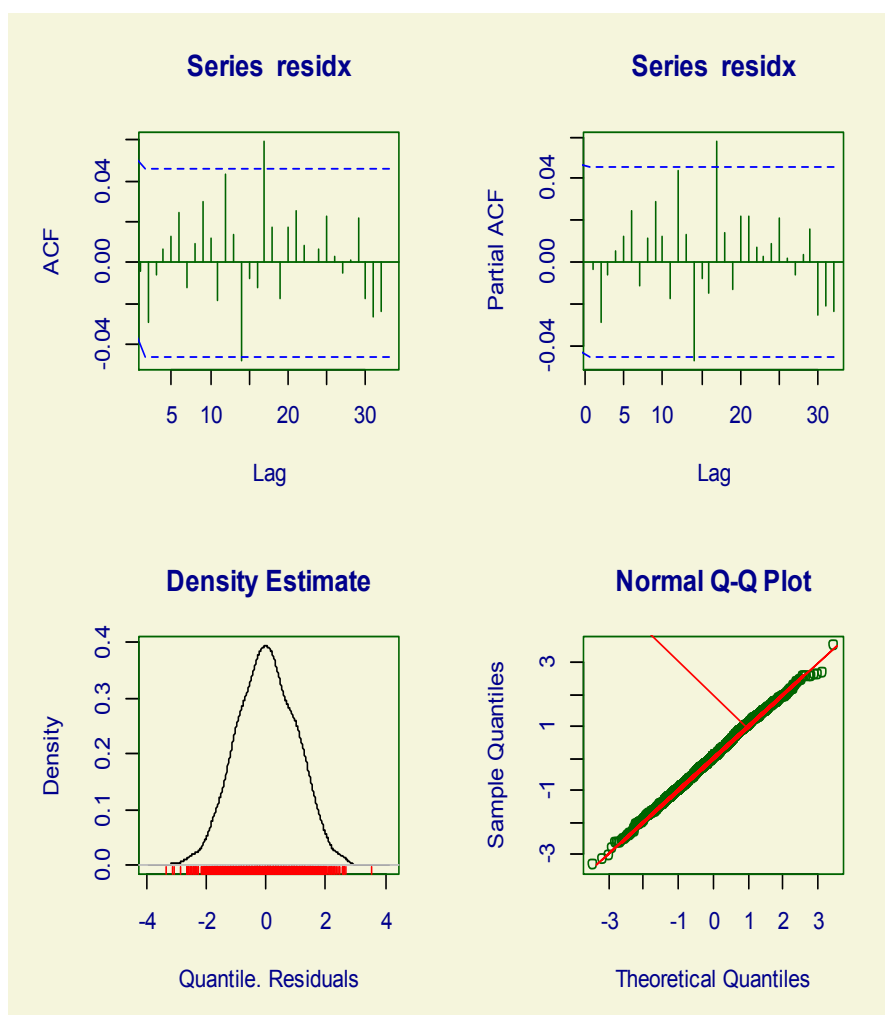 Series residx
ACF
0.04
0.00
-0.04
5 10 20 30
Lag
Series residx
Partial ACF
0.04
0.00
-0.04
0 5 10 20 30
Lag
Density Estimate
Density
0.4
0.3
0.2
0.1
0.0
-4 -2 0 2 4
Quantile. Residuals
Normal Q-Q Plot
Sample Quantiles
3
1
-1
-3
-3 -1 0 1 2 3
Theoretical Quantiles